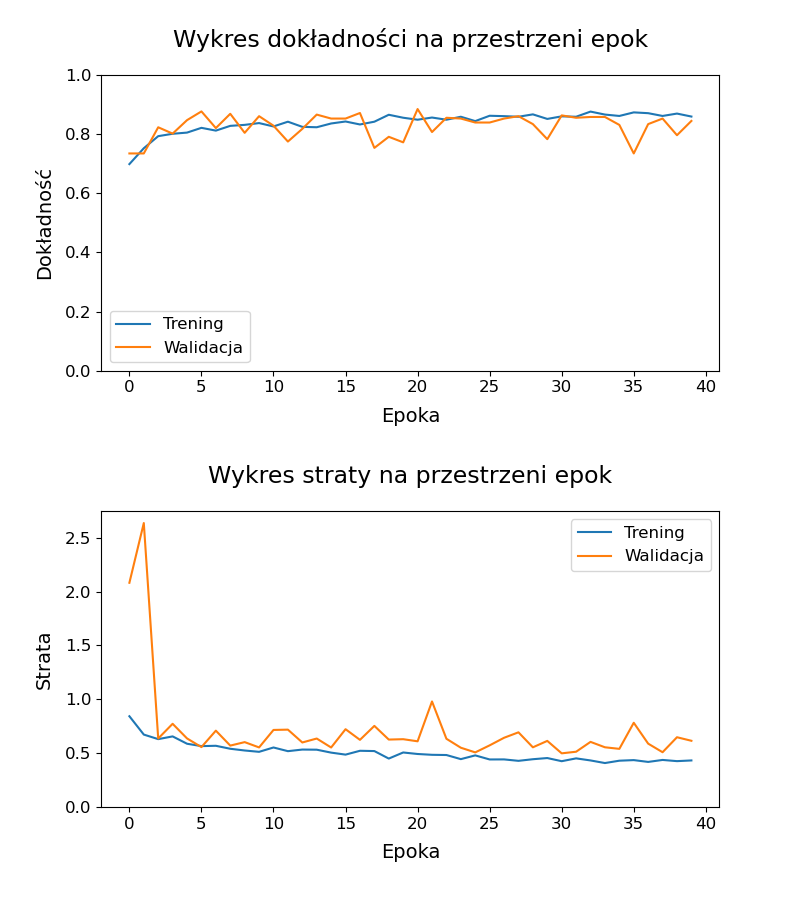 Wykres dokładności na przestrzeni epok
1.0
0.8
0.6
0.4
0.2
0.0
Dokładność
Trening
Walidacja
0 5 10 15 20 25 30 35 40
Epoka
Wykres straty na przestrzeni epok
2.5
2.0
1.5
1.0
0.5
0.0
Strata
Trening
Walidacja
0 5 10 15 20 25 30 35 40
Epoka